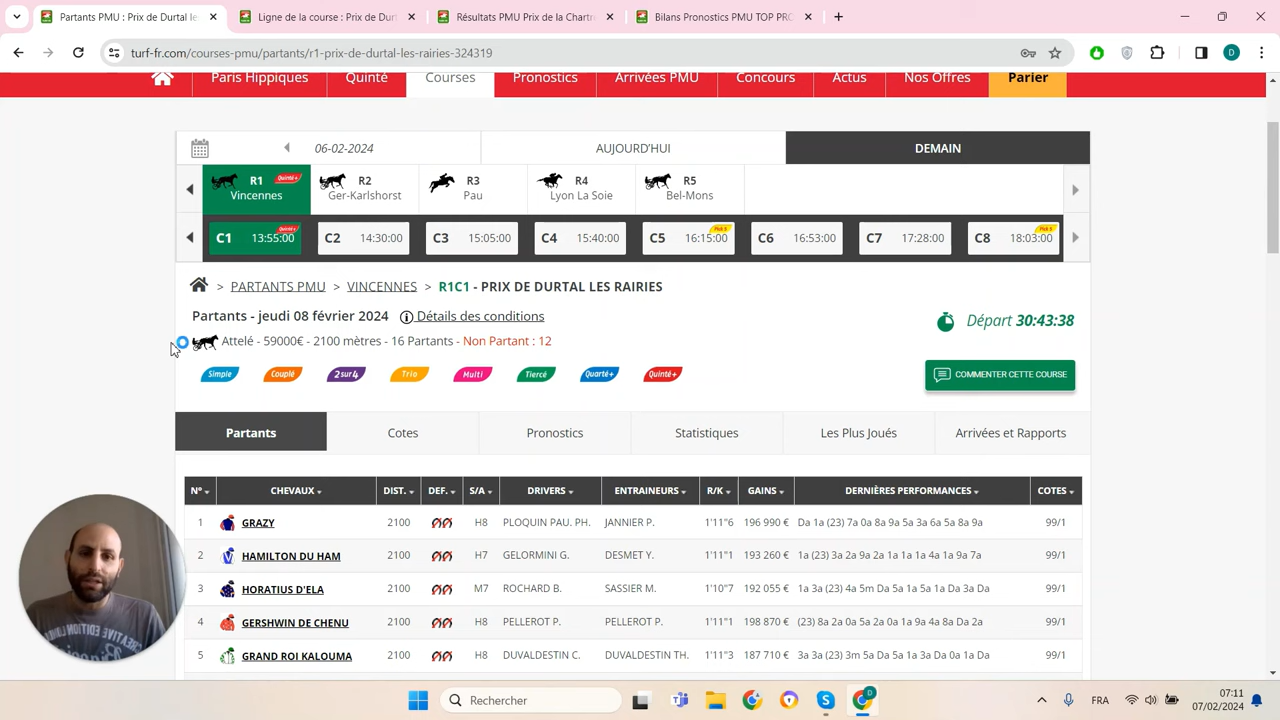 Partants PMU : Prix de Durtal le
Ligne de la course : Prix de Durt
Résultats PMU Prix de la Chartr
Bilans Pronostics PMU TOP PRO
turf-fr.com/courses-pmu/partants/r1-prix-de-durtal-les-rairies-324319
D
Paris Hippiques Quinté Courses Pronostics Arrivées PMU Concours Actus Nos Offres Parier
06-02-2024 AUJOURD'HUI DEMAIN
R1 Quinté+ R2 R3 R4 R5
Vincennes Ger-Karlshorst Pau Lyon La Soie Bel-Mons
C1 13:55:00 Quinté+ C2 14:30:00 C3 15:05:00 C4 15:40:00 C5 16:15:00 Pick 5 C6 16:53:00 C7 17:28:00 C8 18:03:00 Pick 5
> PARTANTS PMU > VINCENNES > R1C1 - PRIX DE DURTAL LES RAIRIES
Partants - jeudi 08 février 2024 Détails des conditions
Départ 30:43:38
Attelé - 59000€ - 2100 mètres - 16 Partants - Non Partant : 12
Simple Couplé 2sur4 Trio Multi Tiercé Quarté+ Quinté+
COMMENTER CETTE COURSE
Partants Cotes Pronostics Statistiques Les Plus Joués Arrivées et Rapports
N° CHEVAUX DIST. DEF. S/A DRIVERS ENTRAINEURS R/K GAINS DERNIÈRES PERFORMANCES COTES
1 GRAZY 2100 H8 PLOQUIN PAU. PH. JANNIER P. 1'11"6 196 990 € Da 1a (23) 7a 0a 8a 9a 5a 3a 6a 5a 8a 9a 99/1
2 HAMILTON DU HAM 2100 H7 GELORMINI G. DESMET Y. 1'11"1 193 260 € 1a (23) 3a 2a 9a 2a 1a 1a 1a 4a 1a 9a 7a 99/1
3 HORATIUS D'ELA 2100 M7 ROCHARD B. SASSIER M. 1'10"7 192 055 € 1a 3a (23) 4a 5m Da 5a 1a 5a 1a Da 3a Da 99/1
4 GERSHWIN DE CHENU 2100 H8 PELLEROT P. PELLEROT P. 1'11"1 198 870 € (23) 8a 2a 0a 5a 2a 0a 1a 9a 4a 8a Da 2a 99/1
5 GRAND ROI KALOUMA 2100 H8 DUVALDESTIN C. DUVALDESTIN TH. 1'11"3 187 710 € 3a 3a (23) 3m 5a Da 5a 1a 3a Da 0a 1a Da 99/1
CREATIVE EDITION
Rechercher
D
FRA
07:11
07/02/2024